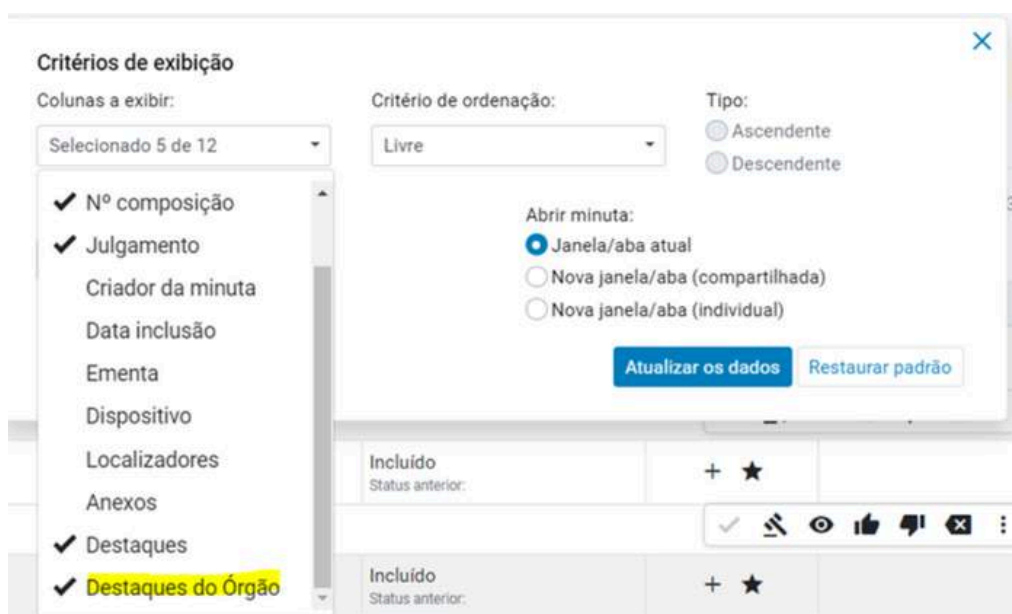 Critérios de exibição
Colunas a exibir:
Critério de ordenação:
Tipo:
Selecionado 5 de 12
Livre
Ascendente
Descendente
Nº composição
Julgamento
Criador da minuta
Data inclusão
Ementa
Dispositivo
Localizadores
Anexos
Destaques
Destaques do Órgão
Abrir minuta:
Janela/aba atual
Nova janela/aba (compartilhada)
Nova janela/aba (individual)
Atualizar os dados
Restaurar padrão
Incluído
Status anterior:
Incluído
Status anterior: